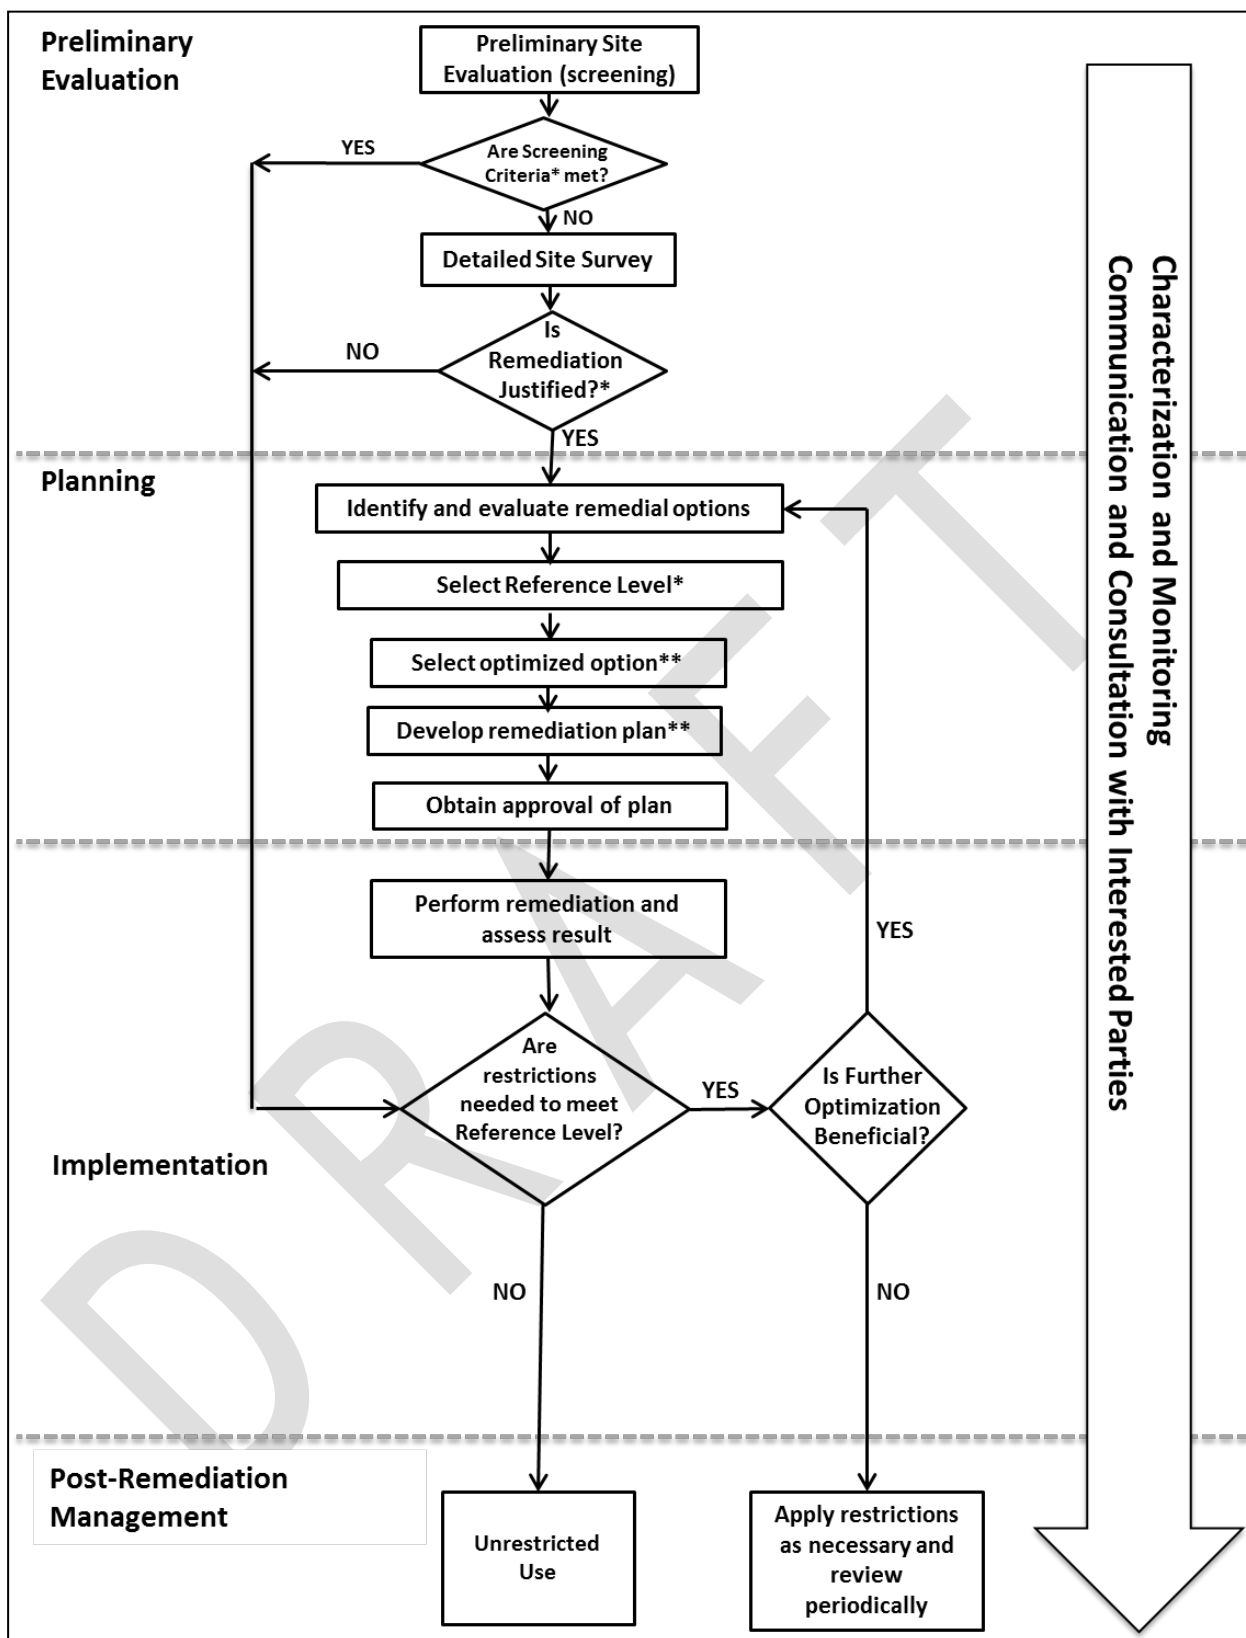 Preliminary
Evaluation
Preliminary Site
Evaluation (screening)
YES
Are Screening
Criteria* met?
NO
Detailed Site Survey
NO
Is
Remediation
Justified?*
YES
Planning
Identify and evaluate remedial options
Select Reference Level*
Select optimized option**
Develop remediation plan**
Obtain approval of plan
Perform remediation and
assess result
YES
Are
restrictions
needed to meet
Reference Level?
YES
Is Further
Optimization
Beneficial?
Implementation
NO
NO
Post-Remediation
Management
Unrestricted
Use
Apply restrictions
as necessary and
review
periodically
Characterization and Monitoring
Communication and Consultation with Interested Parties
DRAFT